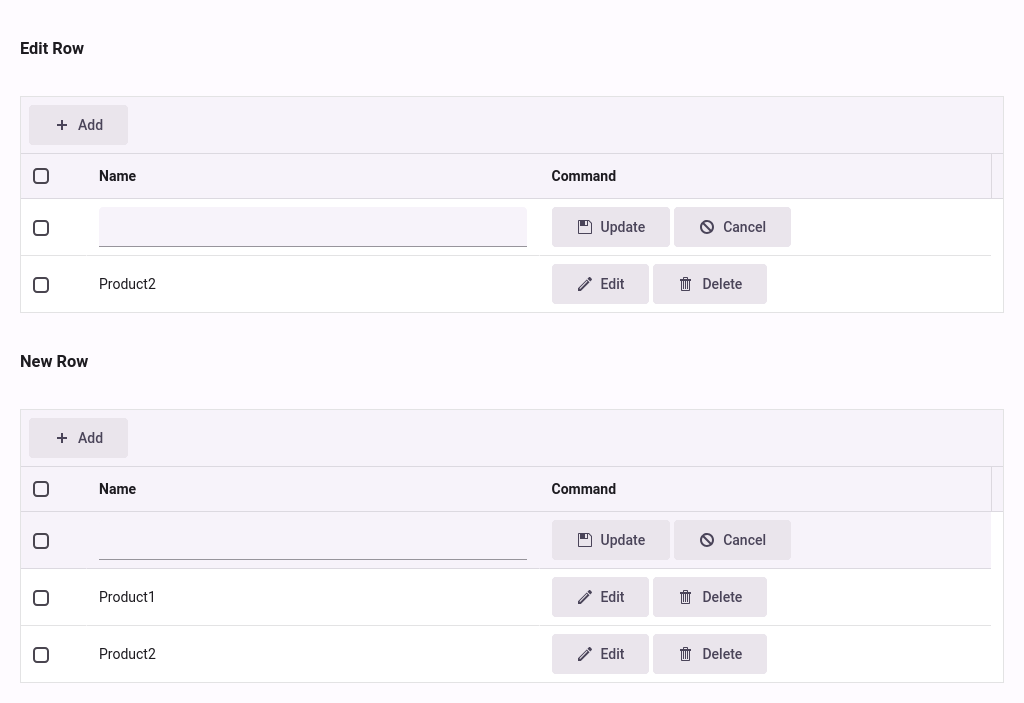 Edit Row
Add
Name Command
Update Cancel
Product2 Edit Delete
New Row
Add
Name Command
Update Cancel
Product1 Edit Delete
Product2 Edit Delete